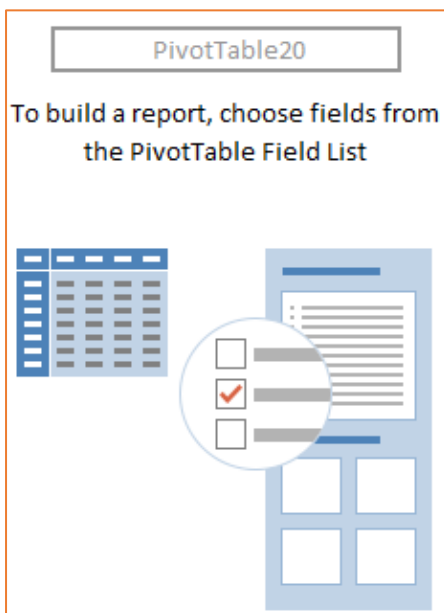 PivotTable20
To build a report, choose fields from
the PivotTable Field List